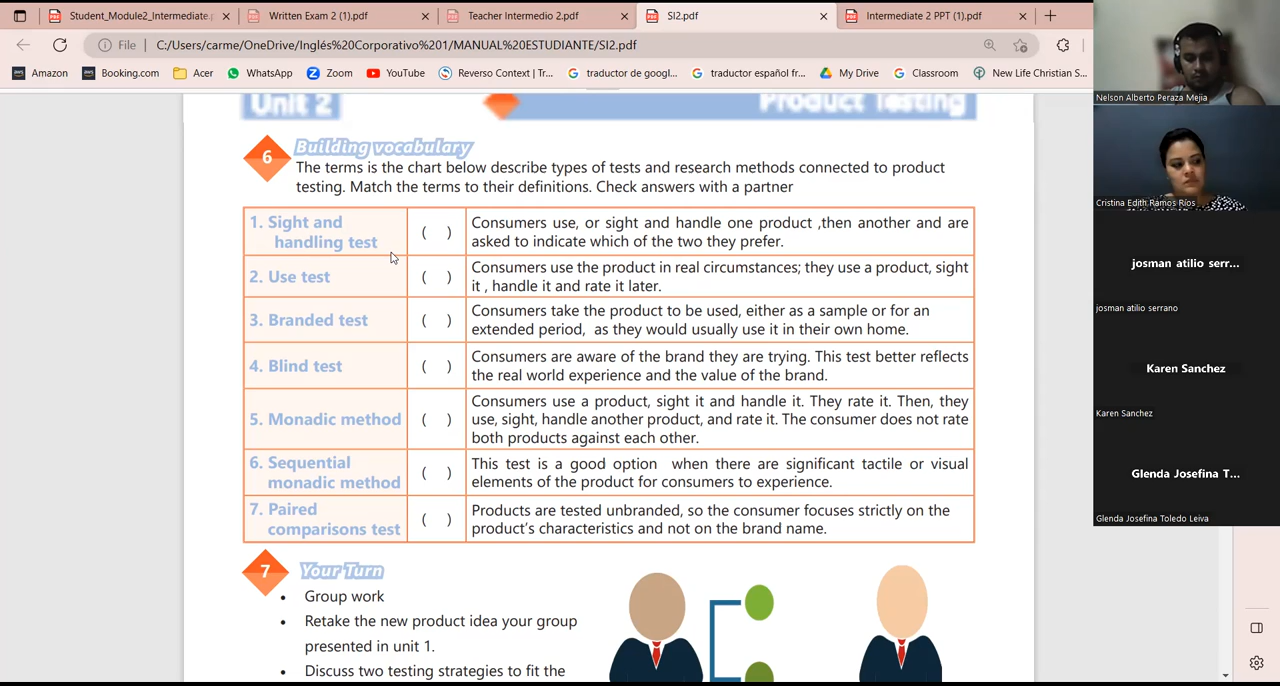 Student_Module2_Intermediate.p
Written Exam 2 (1).pdf
Teacher Intermedio 2.pdf
SI2.pdf
Intermediate 2 PPT (1).pdf
File
C:/Users/carme/OneDrive/Inglés%20Corporativo%201/MANUAL%20ESTUDIANTE/SI2.pdf
Amazon
Booking.com
Acer
WhatsApp
Zoom
YouTube
Reverso Context | Tr...
traductor de googl...
traductor español fr...
My Drive
Classroom
New Life Christian S...
Unit 2
Product Testing
6
Building vocabulary
The terms is the chart below describe types of tests and research methods connected to product
testing. Match the terms to their definitions. Check answers with a partner
1. Sight and
handling test
( )
Consumers use, or sight and handle one product ,then another and are
asked to indicate which of the two they prefer.
2. Use test
( )
Consumers use the product in real circumstances; they use a product, sight
it , handle it and rate it later.
3. Branded test
( )
Consumers take the product to be used, either as a sample or for an
extended period, as they would usually use it in their own home.
4. Blind test
( )
Consumers are aware of the brand they are trying. This test better reflects
the real world experience and the value of the brand.
5. Monadic method
( )
Consumers use a product, sight it and handle it. They rate it. Then, they
use, sight, handle another product, and rate it. The consumer does not rate
both products against each other.
6. Sequential
monadic method
( )
This test is a good option when there are significant tactile or visual
elements of the product for consumers to experience.
7. Paired
comparisons test
( )
Products are tested unbranded, so the consumer focuses strictly on the
product's characteristics and not on the brand name.
7
Your Turn
• Group work
• Retake the new product idea your group
presented in unit 1.
• Discuss two testing strategies to fit the
Nelson Alberto Peraza Mejia
Cristina Edith Ramos Rios
josman atilio serr...
josman atilio serrano
Karen Sanchez
Karen Sanchez
Glenda Josefina T...
Glenda Josefina Toledo Leiva